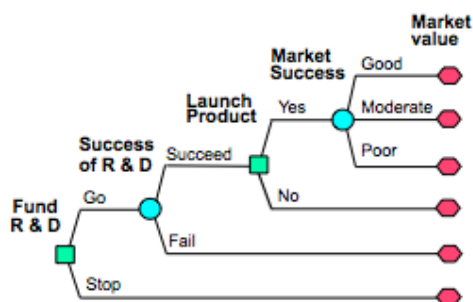 Market
value
Market
Success
Good
Launch
Product
Yes
Moderate
Success
of R & D
Succeed
Poor
Fund
R & D
Go
No
Fail
Stop